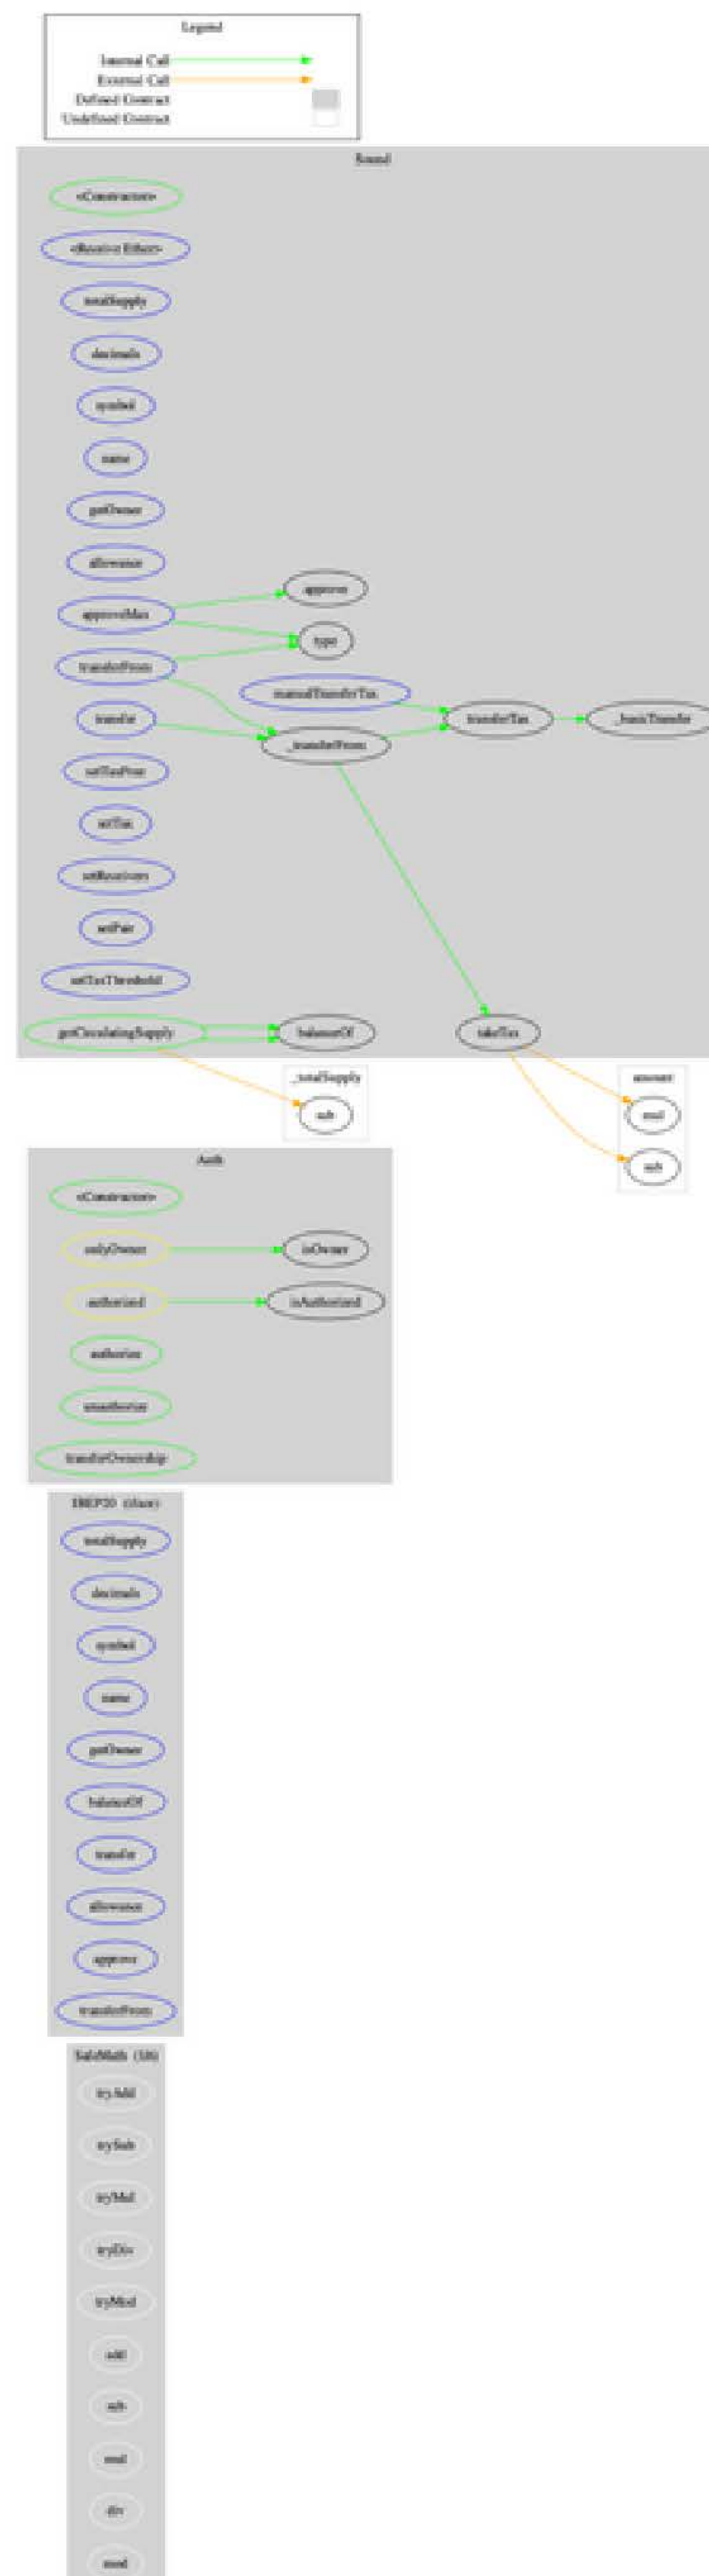 Legend
Internal Call
External Call
Defined Contract
Undefined Contract
Sound
<Constructor>
<Receive Ether>
totalSupply
decimals
symbol
name
getOwner
allowance
approve
approveMax
type
transferFrom
manualTransferTax
transfer
transferTax
_basicTransfer
_transferFrom
setTaxPeer
setTax
setReceivers
setPair
setTaxThreshold
getCirculatingSupply
balanceOf
takeTax
_totalSupply
amount
sub
mul
sub
Auth
<Constructor>
onlyOwner
isOwner
authorized
isAuthorized
authorize
unauthorize
transferOwnership
IBEP20 (iface)
totalSupply
decimals
symbol
name
getOwner
balanceOf
transfer
allowance
approve
transferFrom
SafeMath (lib)
tryAdd
trySub
tryMul
tryDiv
tryMod
add
sub
mul
div
mod